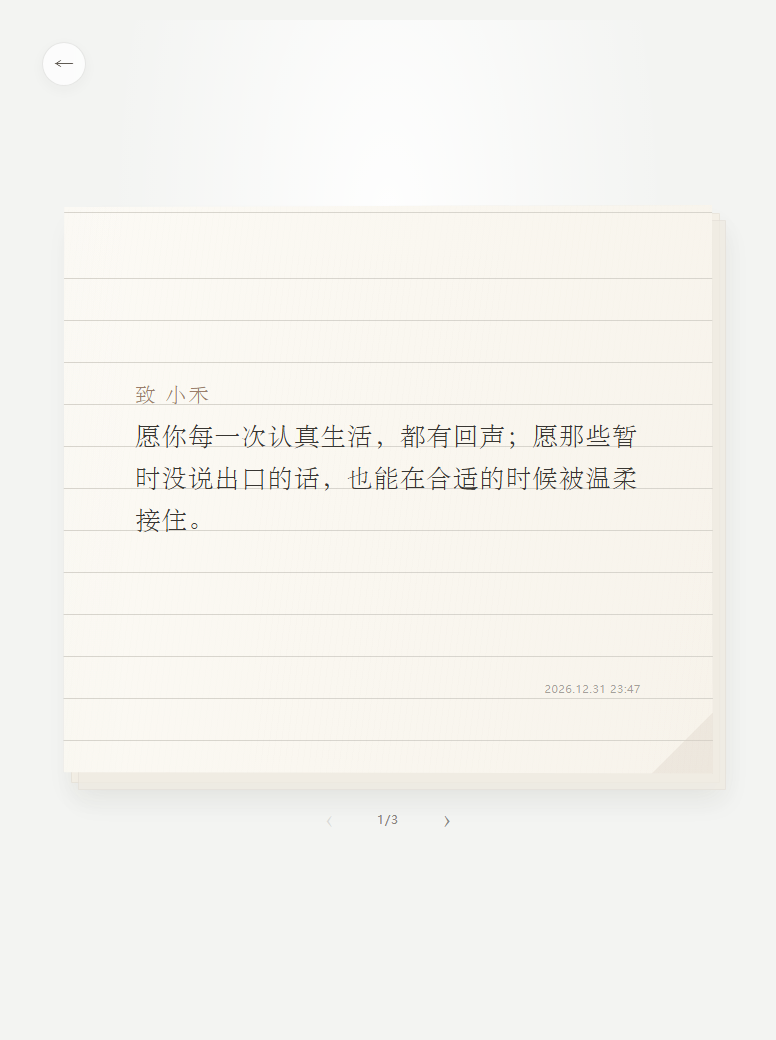 致 小禾
愿你每一次认真生活，都有回声；愿那些暂
时没说出口的话，也能在合适的时候被温柔
接住。
2026.12.31 23:47
1/3